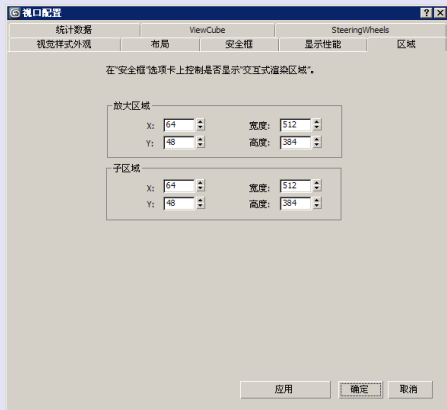 视口配置
统计数据 ViewCube SteeringWheels
视觉样式外观 布局 安全框 显示性能 区域
在"安全框"选项卡上控制是否显示"交互式渲染区域"。
放大区域
X: 64 宽度: 512
Y: 48 高度: 384
子区域
X: 64 宽度: 512
Y: 48 高度: 384
应用 确定 取消